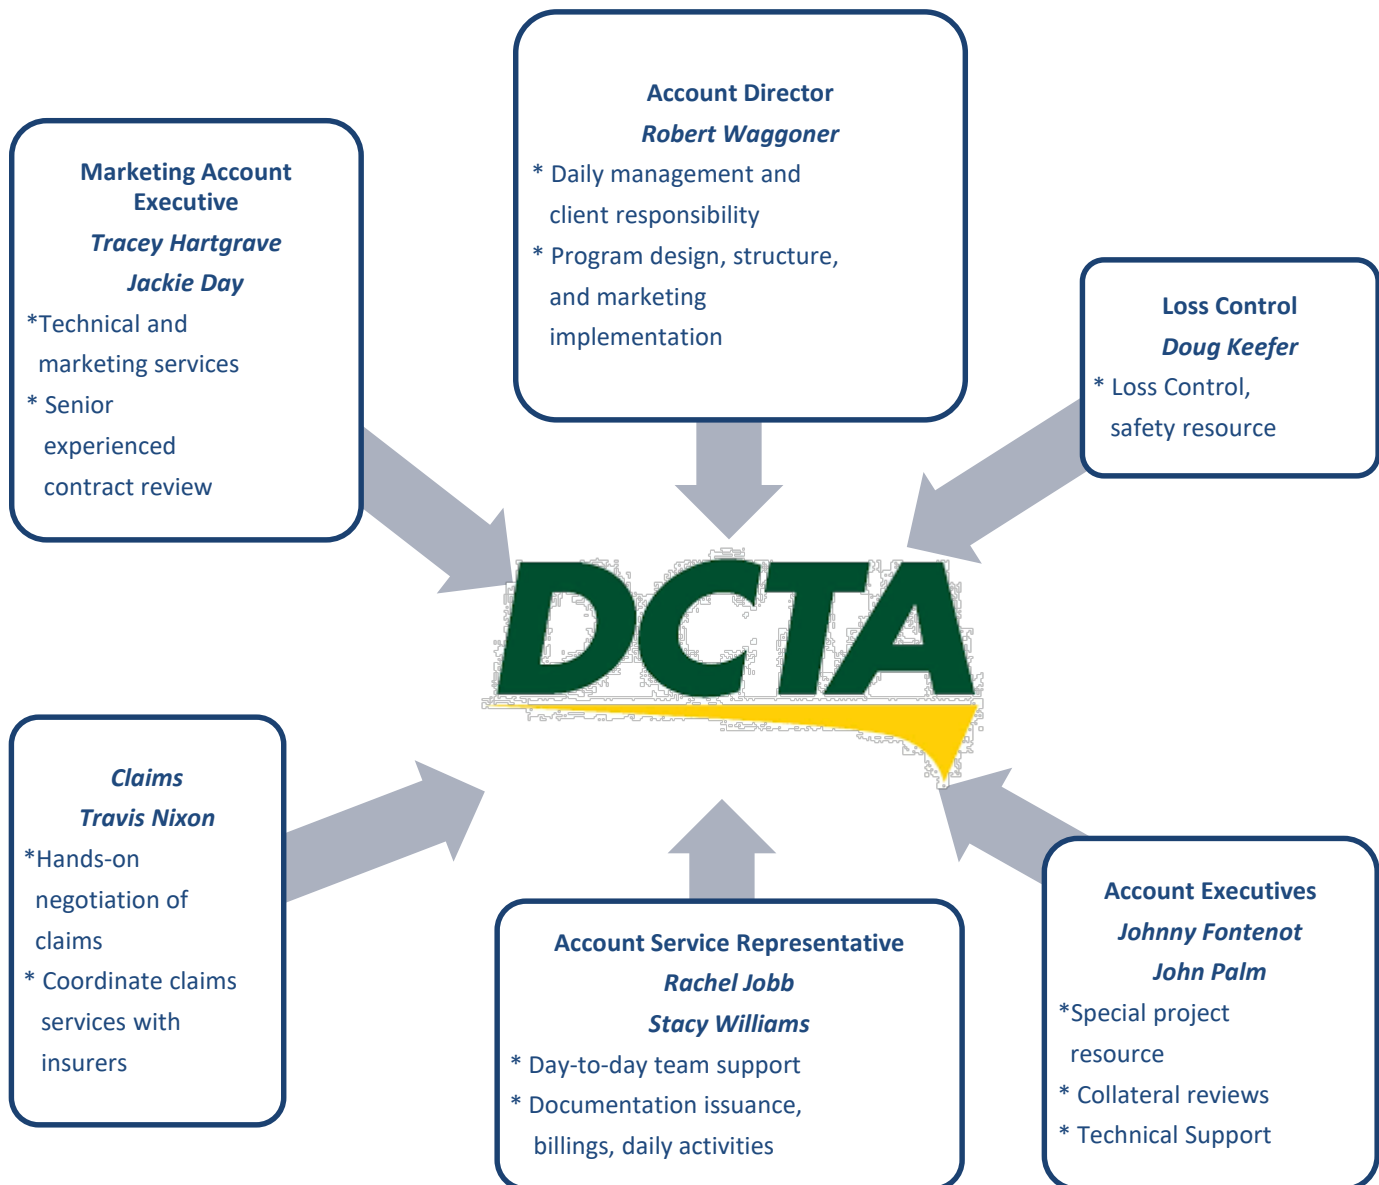 Account Director
Robert Waggoner
* Daily management and
client responsibility
* Program design, structure,
and marketing
implementation
Marketing Account
Executive
Tracey Hartgrave
Jackie Day
*Technical and
marketing services
* Senior
experienced
contract review
Loss Control
Doug Keefer
* Loss Control,
safety resource
DCTA
Claims
Travis Nixon
*Hands-on
negotiation of
claims
* Coordinate claims
services with
insurers
Account Service Representative
Rachel Jobb
Stacy Williams
* Day-to-day team support
* Documentation issuance,
billings, daily activities
Account Executives
Johnny Fontenot
John Palm
*Special project
resource
* Collateral reviews
* Technical Support